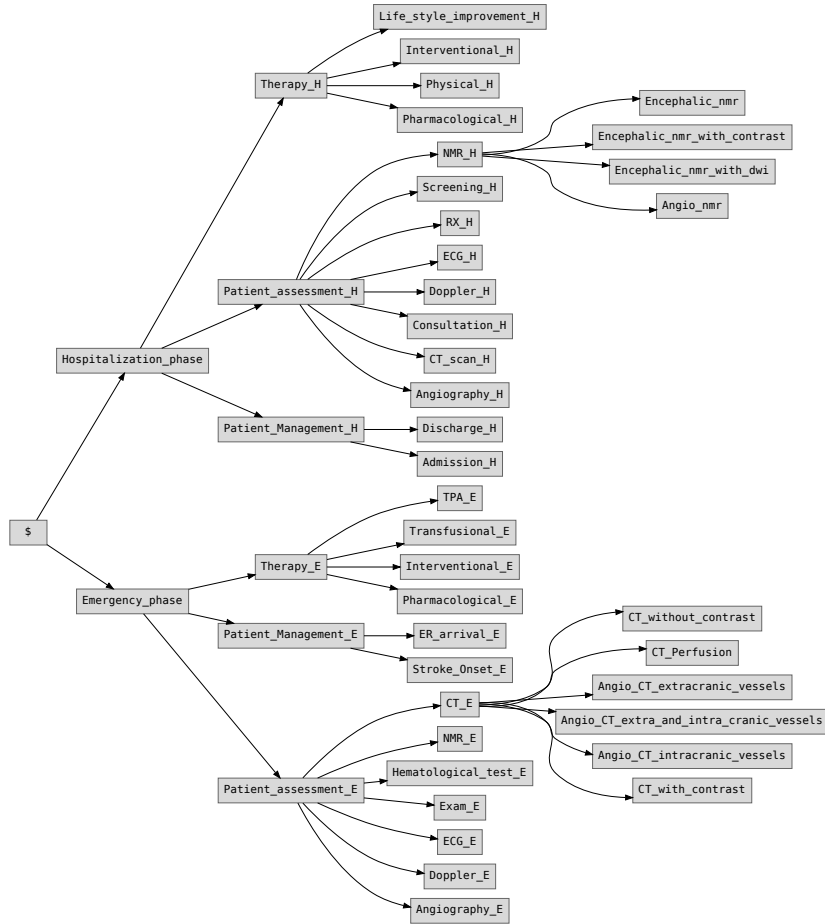 Life_style_improvement_H
Interventional_H
Therapy_H
Physical_H
Encephalic_nmr
Pharmacological_H
Encephalic_nmr_with_contrast
NMR_H
Encephalic_nmr_with_dwi
Screening_H
Angio_nmr
RX_H
ECG_H
Patient_assessment_H
Doppler_H
Consultation_H
Hospitalization_phase
CT_scan_H
Angiography_H
Patient_Management_H
Discharge_H
Admission_H
TPA_E
$
Transfusional_E
Therapy_E
Interventional_E
Emergency_phase
Pharmacological_E
CT_without_contrast
Patient_Management_E
ER_arrival_E
CT_Perfusion
Stroke_Onset_E
Angio_CT_extracranic_vessels
CT_E
Angio_CT_extra_and_intra_cranic_vessels
NMR_E
Angio_CT_intracranic_vessels
Hematological_test_E
Patient_assessment_E
CT_with_contrast
Exam_E
ECG_E
Doppler_E
Angiography_E